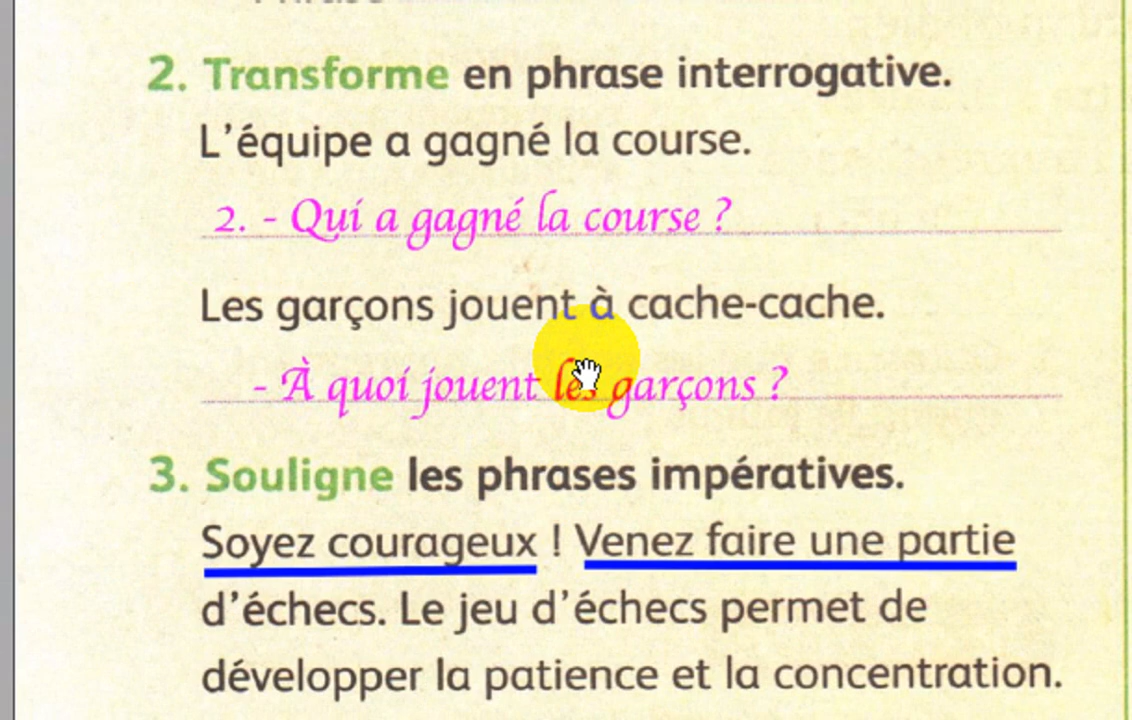 2. Transforme en phrase interrogative.
L'équipe a gagné la course.
2. - Qui a gagné la course ?
Les garçons jouent à cache-cache.
- À quoi jouent les garçons ?
3. Souligne les phrases impératives.
Soyez courageux ! Venez faire une partie
d'échecs. Le jeu d'échecs permet de
développer la patience et la concentration.